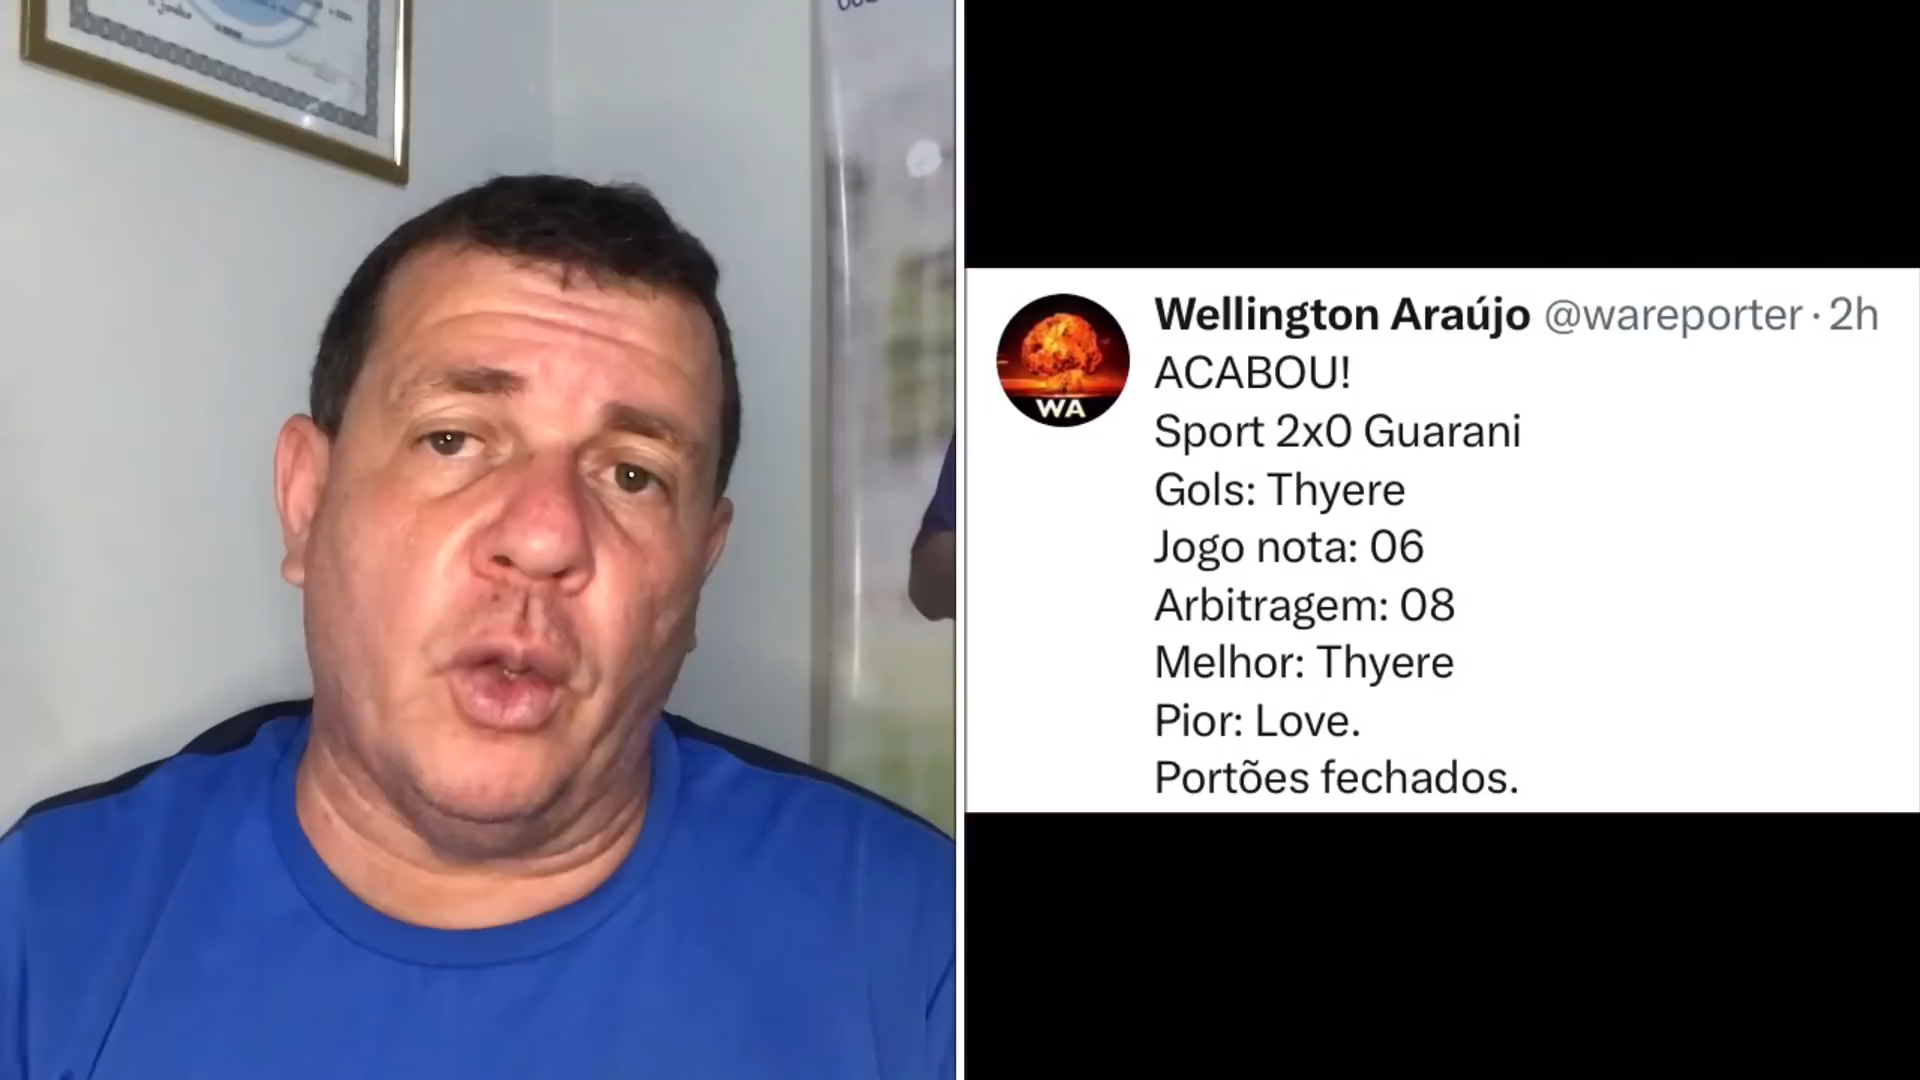 Wellington Araújo @wareporter · 2h
ACABOU!
Sport 2x0 Guarani
Gols: Thyere
Jogo nota: 06
Arbitragem: 08
Melhor: Thyere
Pior: Love.
Portões fechados.
WA